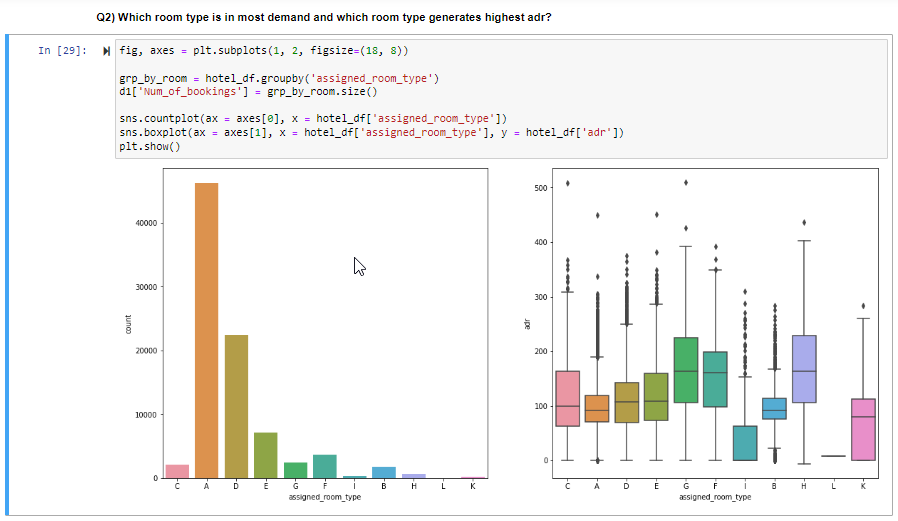 Q2) Which room type is in most demand and which room type generates highest adr?
In [29]:
fig, axes = plt.subplots(1, 2, figsize=(18, 8))
grp_by_room = hotel_df.groupby('assigned_room_type')
d1['Num_of_bookings'] = grp_by_room.size()
sns.countplot(ax = axes[0], x = hotel_df['assigned_room_type'])
sns.boxplot(ax = axes[1], x = hotel_df['assigned_room_type'], y = hotel_df['adr'])
plt.show()
40000
30000
20000
10000
0
count
C A D E G F I B H L K
assigned_room_type
500
400
300
200
100
0
adr
C A D E G F I B H L K
assigned_room_type